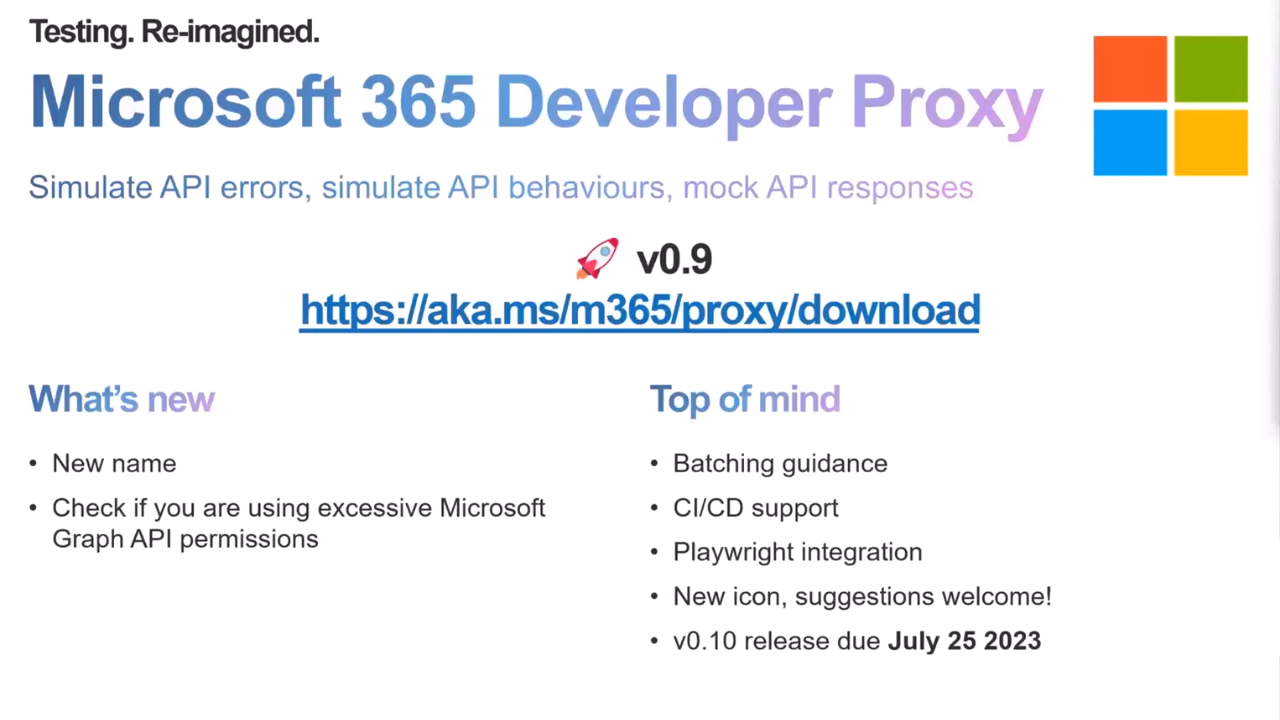 Testing. Re-imagined.
Microsoft 365 Developer Proxy
Simulate API errors, simulate API behaviours, mock API responses
🚀 v0.9
https://aka.ms/m365/proxy/download
What's new
• New name
• Check if you are using excessive Microsoft
Graph API permissions
Top of mind
• Batching guidance
• CI/CD support
• Playwright integration
• New icon, suggestions welcome!
• v0.10 release due July 25 2023